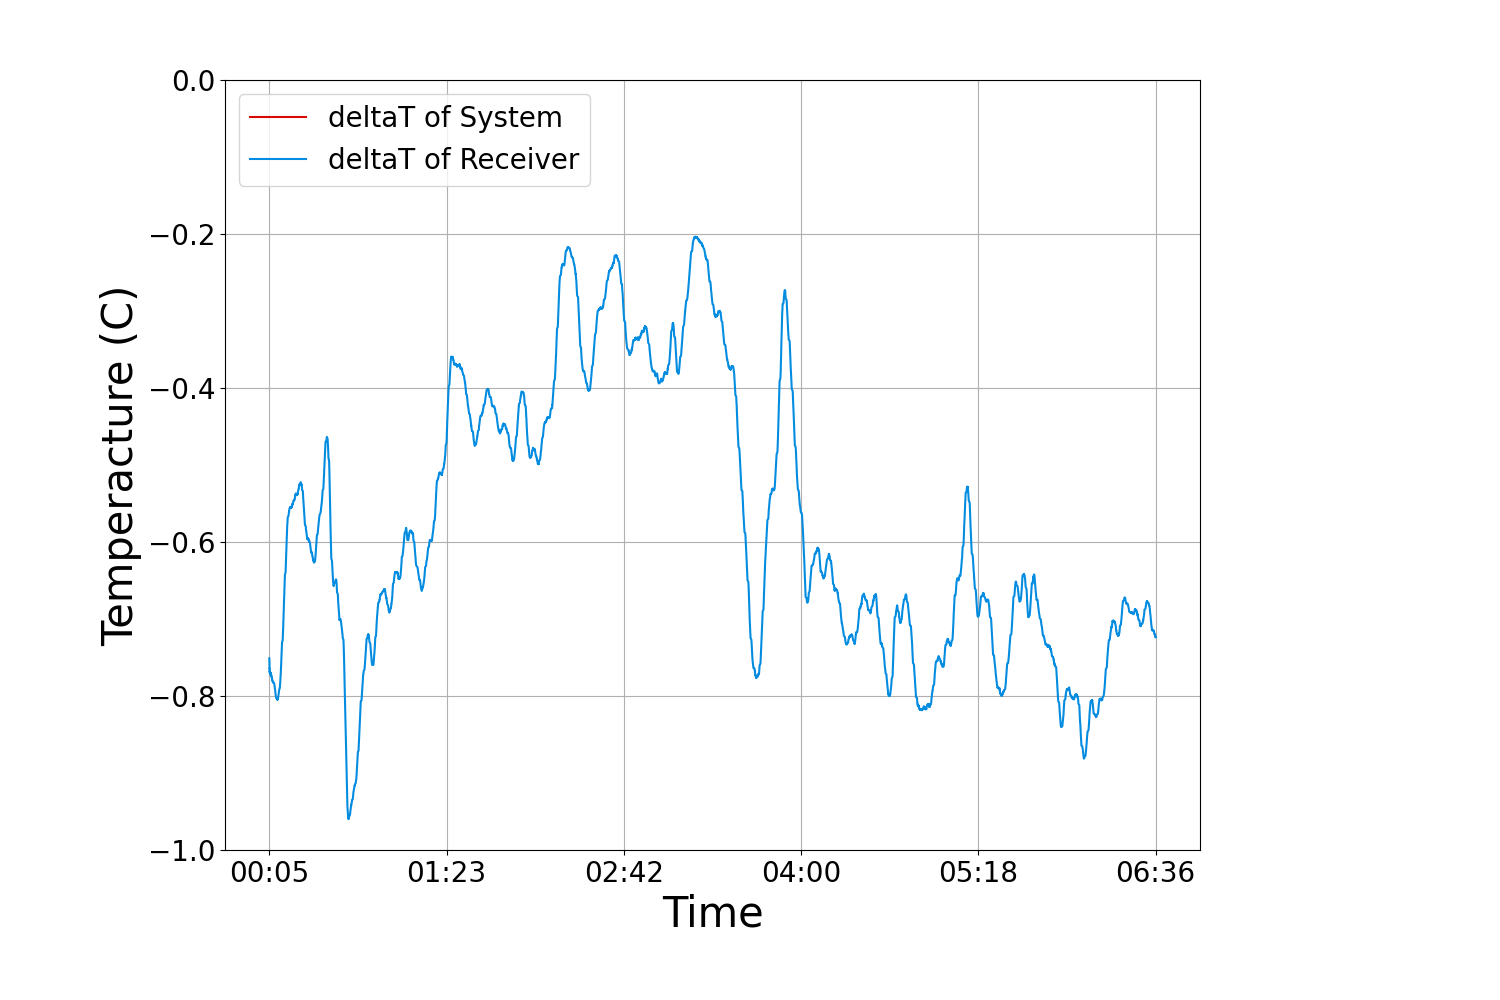 0.0
deltaT of System
deltaT of Receiver
−0.2
−0.4
−0.6
−0.8
−1.0
Temperacture (C)
00:05 01:23 02:42 04:00 05:18 06:36
Time